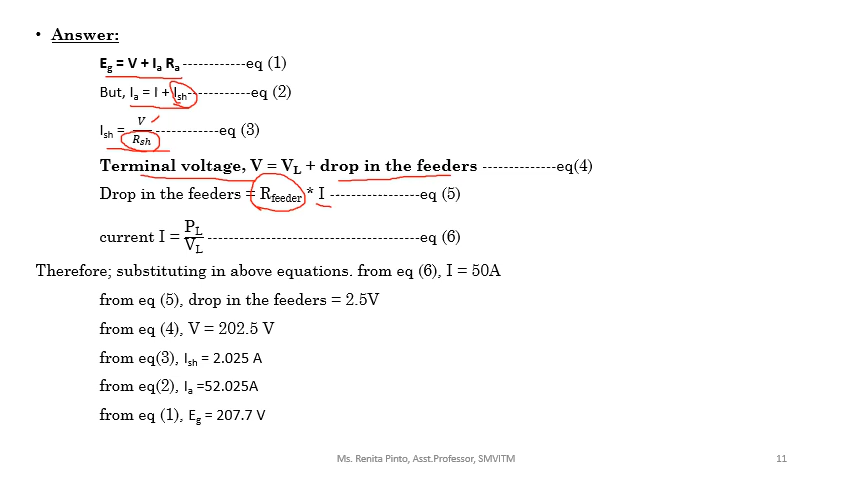 • Answer:
Eg = V + Ia Ra ------------eq (1)
But, Ia = I + Ish------------eq (2)
Ish = V/Rsh ------------eq (3)
Terminal voltage, V = VL + drop in the feeders -------------eq(4)
Drop in the feeders = Rfeeder * I -----------------eq (5)
current I = PL/VL ---------------------------------------eq (6)
Therefore; substituting in above equations. from eq (6), I = 50A
from eq (5), drop in the feeders = 2.5V
from eq (4), V = 202.5 V
from eq(3), Ish = 2.025 A
from eq(2), Ia =52.025A
from eq (1), Eg = 207.7 V
Ms. Renita Pinto, Asst.Professor, SMVITM
11